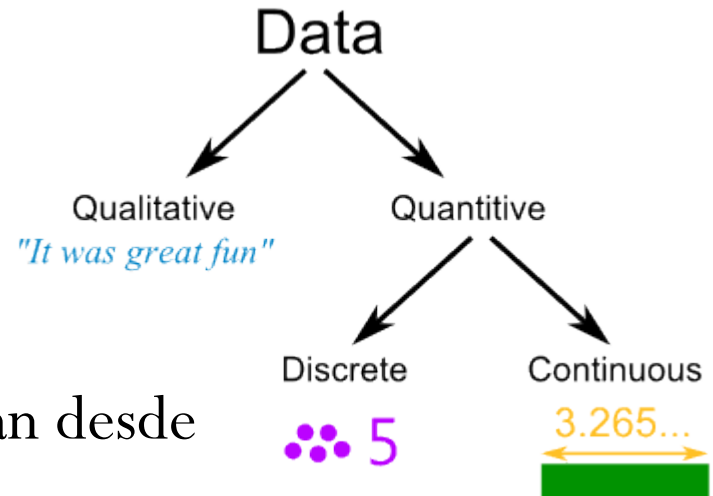 Data
Qualitative
Quantitive
"It was great fun"
Discrete
Continuous
desde
5
3.265...